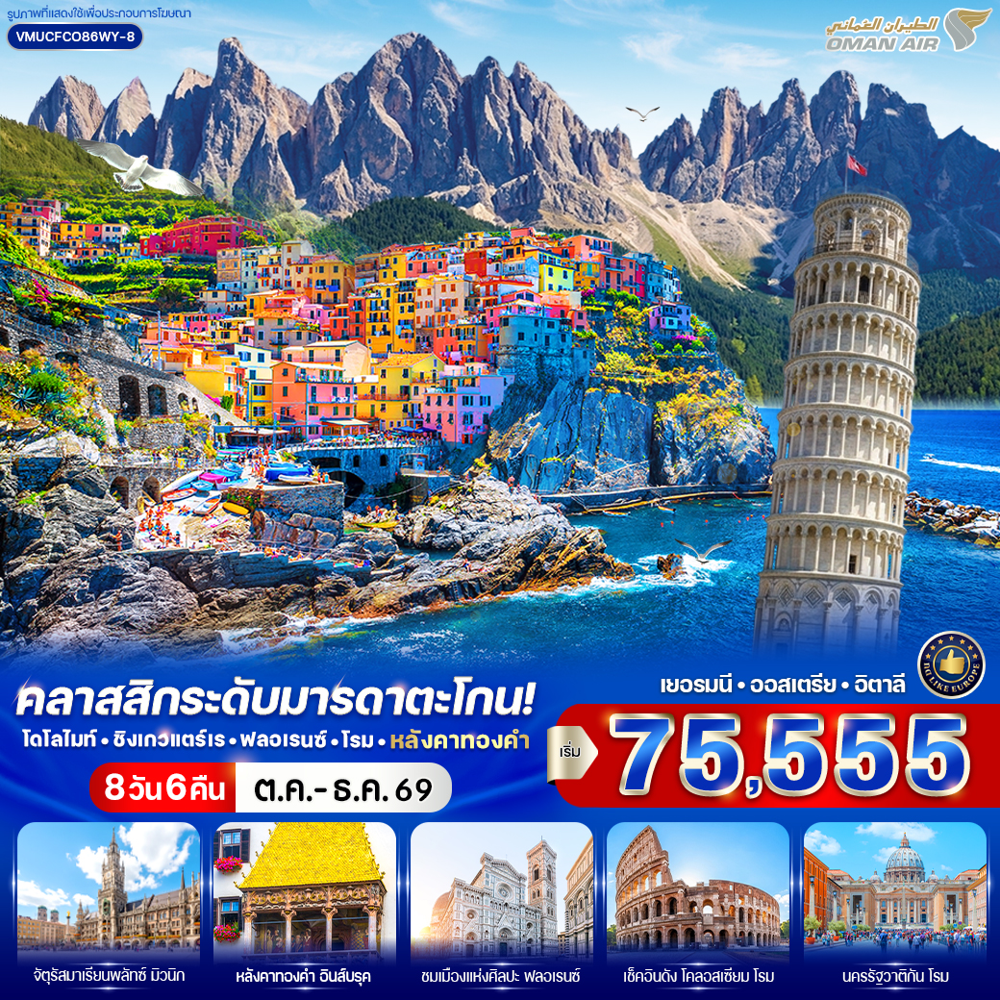 รูปภาพที่แสดงใช้เพื่อประกอบการโฆษณา
VMUCFCO86WY-8
الطيران العُماني
OMAN AIR
คลาสสิกระดับมารดาตะโกน!
โดโลไมท์ • ชิงเกวแตร์เร • ฟลอเรนซ์ • โรม • หลังคาทองคำ
8 วัน 6 คืน
ต.ค. - ธ.ค. 69
เยอรมนี • ออสเตรีย • อิตาลี
BIG LIKE EUROPE
เริ่ม
75,555
จัตุรัสมาเรียนพลัทซ์ มิวนิก
หลังคาทองคำ อินส์บรุค
ชมเมืองแห่งศิลปะ ฟลอเรนซ์
เช็คอินดัง โคลอสเซียม โรม
นครรัฐวาติกัน โรม